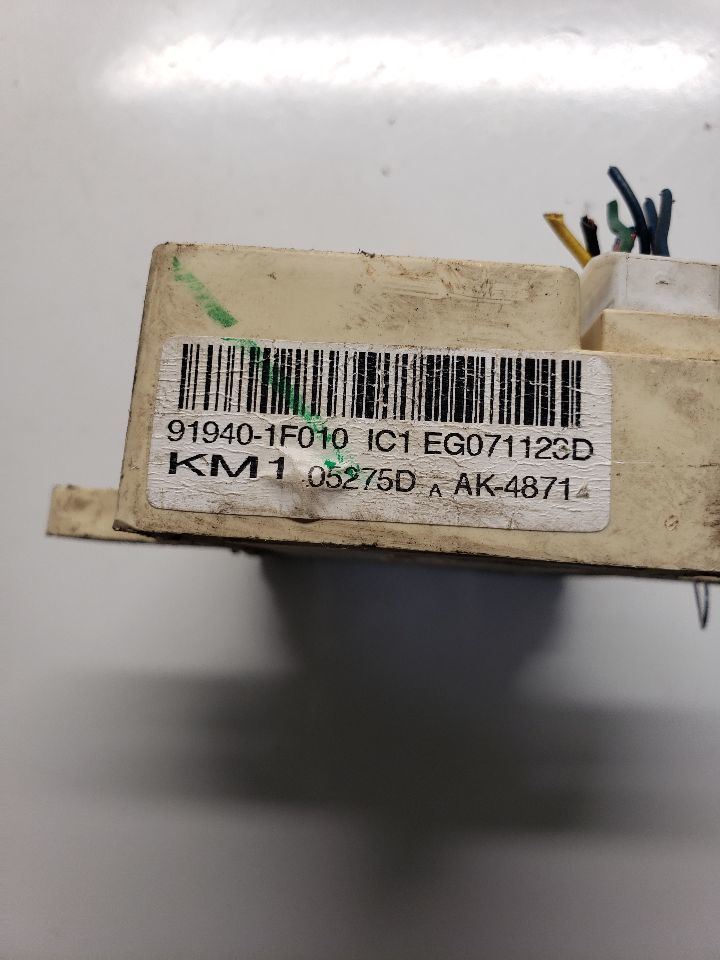 91940-1F010 IC1 EG071123D
KM1 05275D A AK-4871